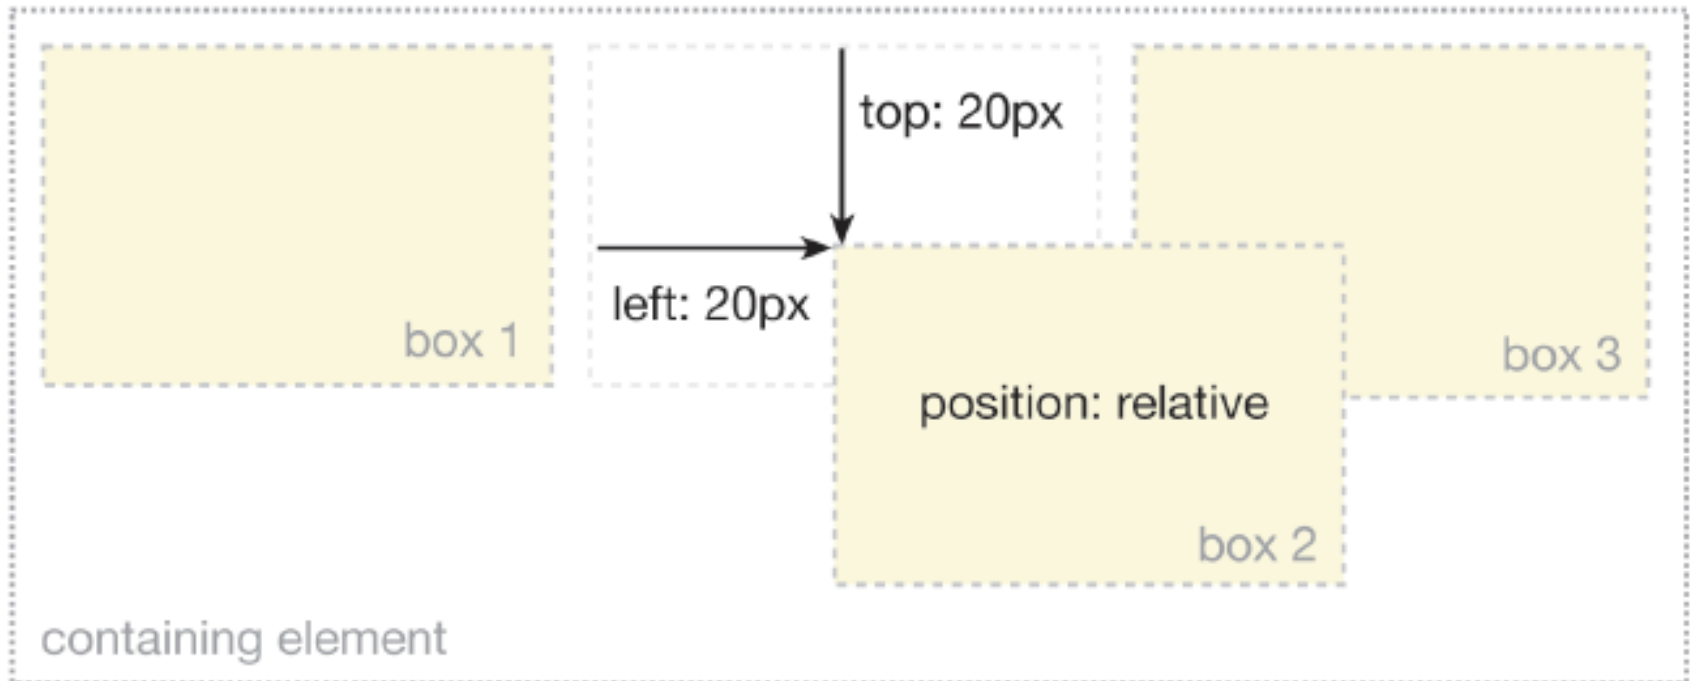 top: 20px
left: 20px
box 1
box 3
position: relative
box 2
containing element